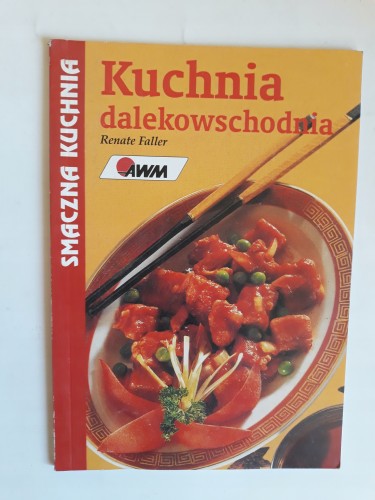 Kuchnia
dalekowschodnia
Renate Faller
AWM
SMACZNA KUCHNIA